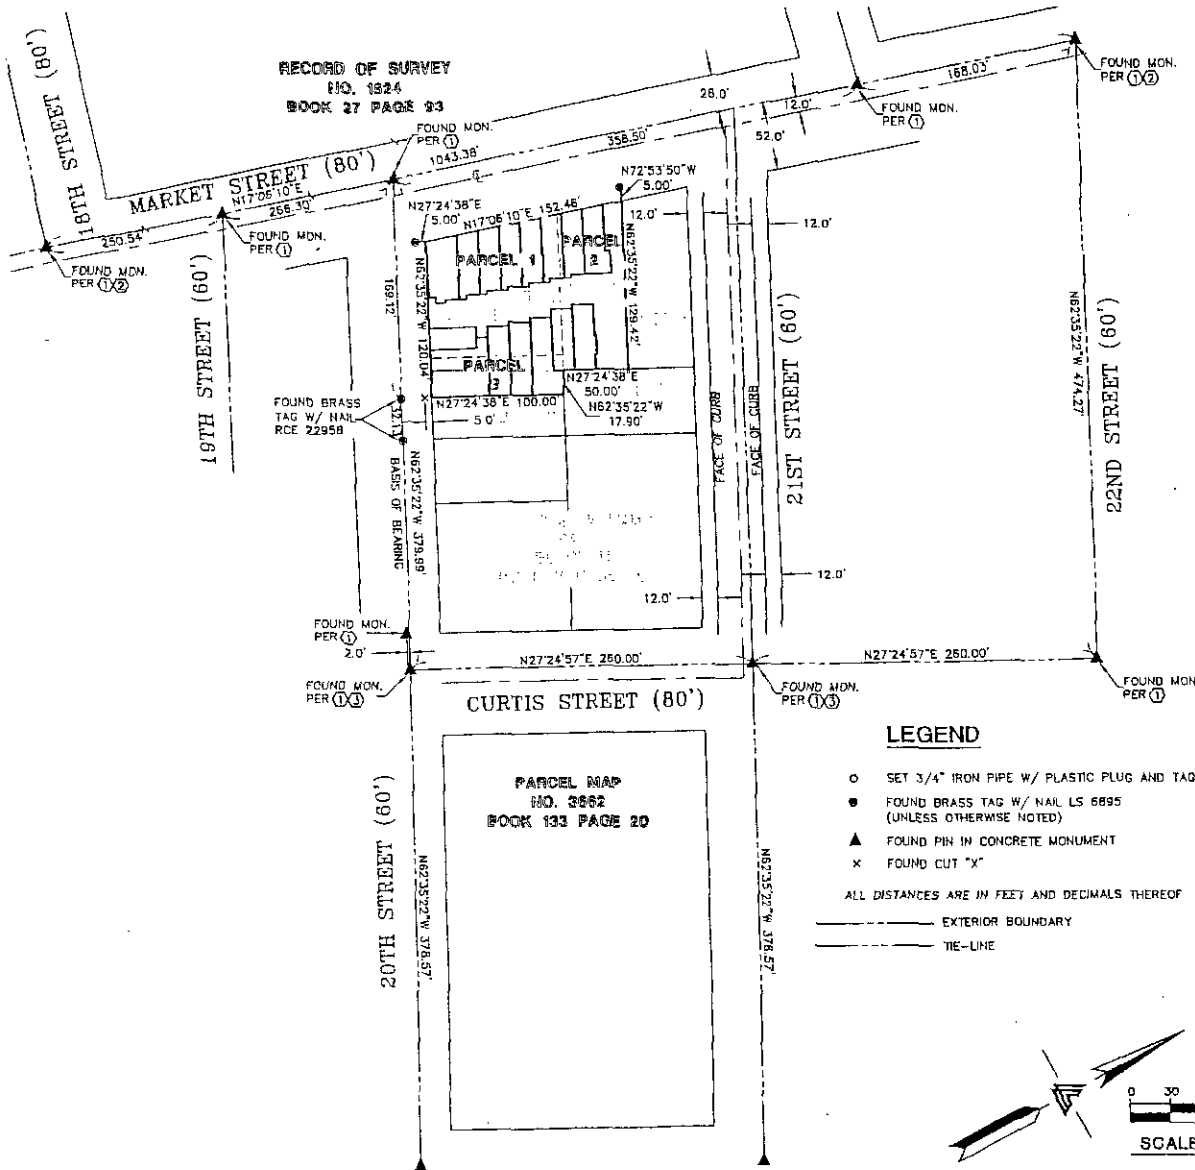 RECORD OF SURVEY
NO. 1624
BOOK 27 PAGE 93
18TH STREET (80')
MARKET STREET (80')
N17°06'10"E
266.30'
250.54'
1043.38'
358.50'
168.03'
28.0'
12.0'
52.0'
FOUND MON.
PER ①②
FOUND MON.
PER ①
FOUND MON.
PER ①
FOUND MON.
PER ①
FOUND MON.
PER ①②
19TH STREET (60')
N27°24'38"E
5.00'
N17°06'10"E 152.46'
N72°53'50"W
5.00'
12.0'
12.0'
PARCEL 1
PARCEL
2
PARCEL
3
169.12'
N62°35'22"W 120.04'
N62°35'22"W 129.42'
N27°24'38"E
50.00'
N62°35'22"W
17.90'
N27°24'38"E 100.00'
5.0'
FOUND BRASS
TAG W/ NAIL
RCE 22958
N62°35'22"W 379.99'
BASIS OF BEARING
FACE OF CURB
FACE OF CURB
21ST STREET (60')
22ND STREET (60')
N62°35'22"W 474.27'
12.0'
12.0'
FOUND MON.
PER ①
2.0'
FOUND MON.
PER ①③
N27°24'57"E 260.00'
N27°24'57"E 260.00'
FOUND MON.
PER ①③
FOUND MON
PER ①
CURTIS STREET (80')
PARCEL MAP
NO. 3662
BOOK 133 PAGE 20
20TH STREET (60')
N62°35'22"W 378.57'
N62°35'22"W 378.57'
LEGEND
SET 3/4" IRON PIPE W/ PLASTIC PLUG AND TAG
FOUND BRASS TAG W/ NAIL LS 6895
(UNLESS OTHERWISE NOTED)
FOUND PIN IN CONCRETE MONUMENT
FOUND CUT "X"
ALL DISTANCES ARE IN FEET AND DECIMALS THEREOF
EXTERIOR BOUNDARY
TIE-LINE
0 30
SCALE